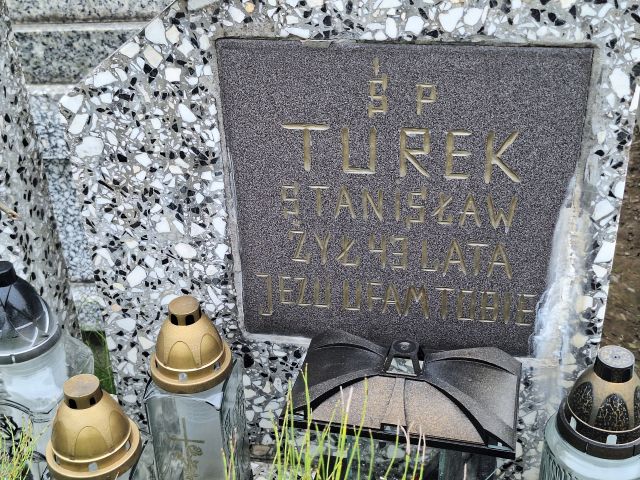 Ś P
TUREK
STANISŁAW
ŻYŁ 43 LATA
JEZU UFAM TOBIE